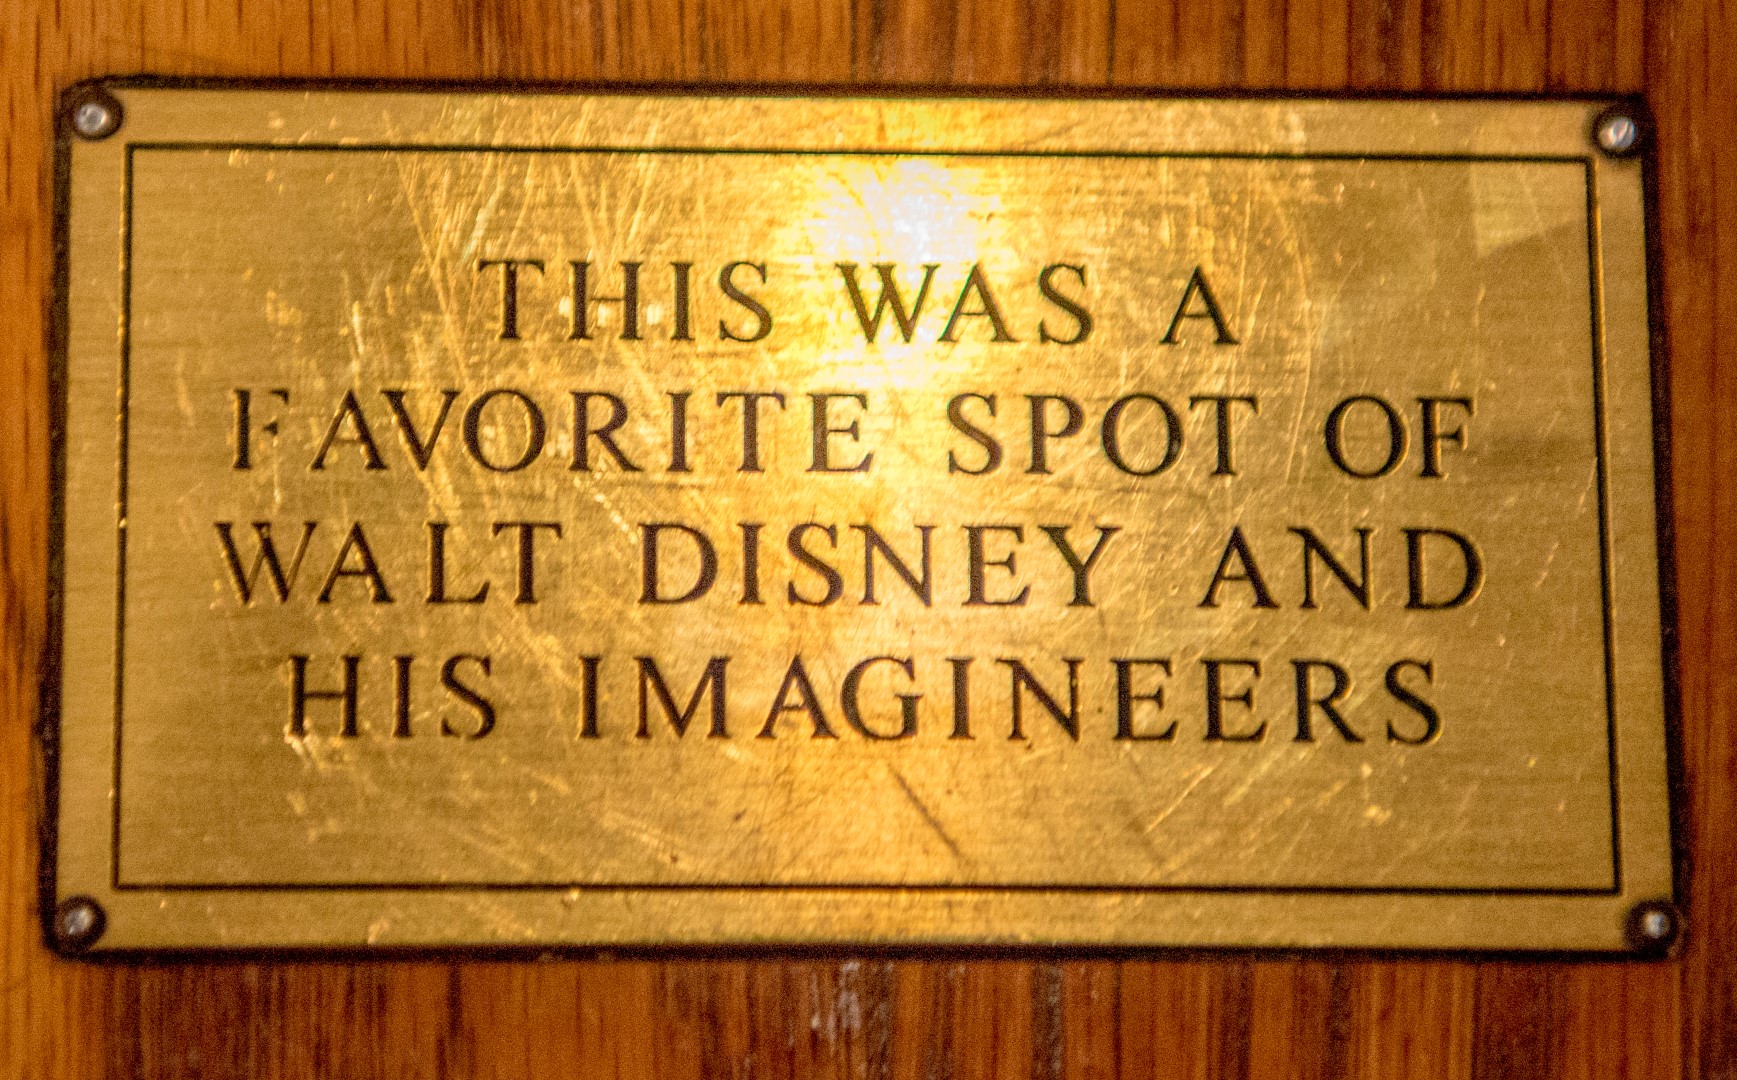 THIS WAS A
FAVORITE SPOT OF
WALT DISNEY AND
HIS IMAGINEERS